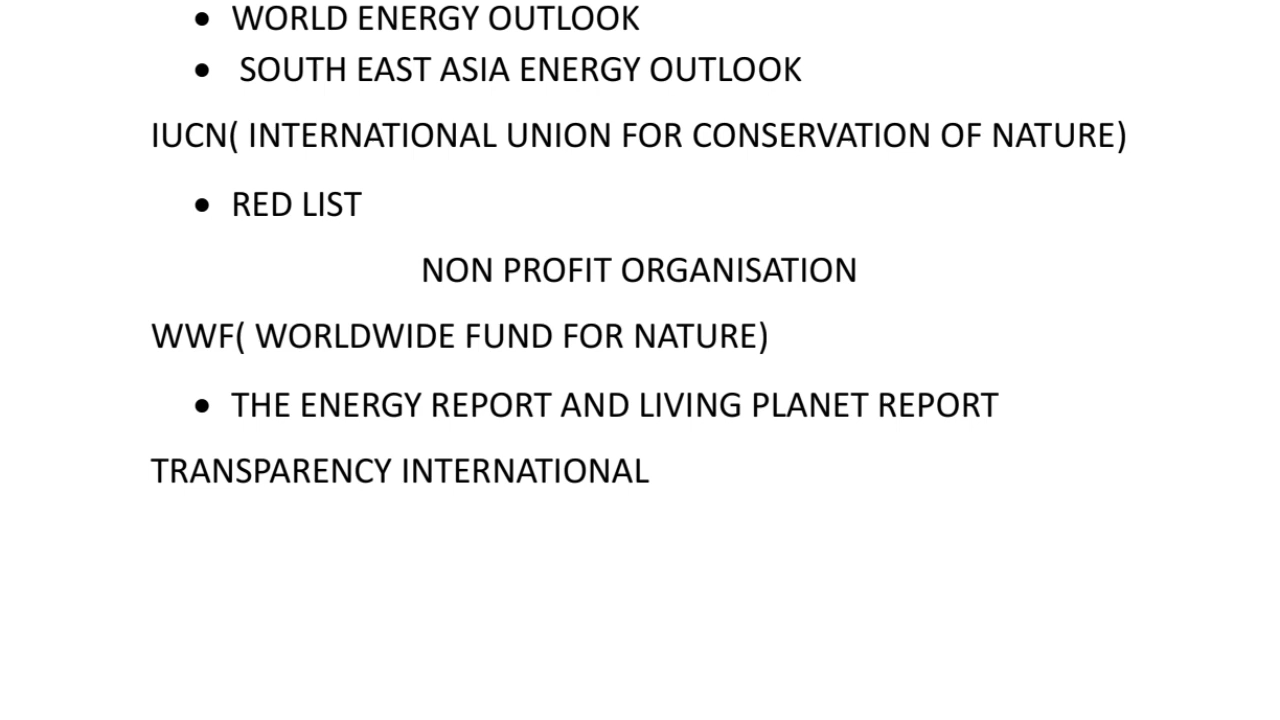 • WORLD ENERGY OUTLOOK
• SOUTH EAST ASIA ENERGY OUTLOOK
IUCN( INTERNATIONAL UNION FOR CONSERVATION OF NATURE)
• RED LIST
NON PROFIT ORGANISATION
WWF( WORLDWIDE FUND FOR NATURE)
• THE ENERGY REPORT AND LIVING PLANET REPORT
TRANSPARENCY INTERNATIONAL